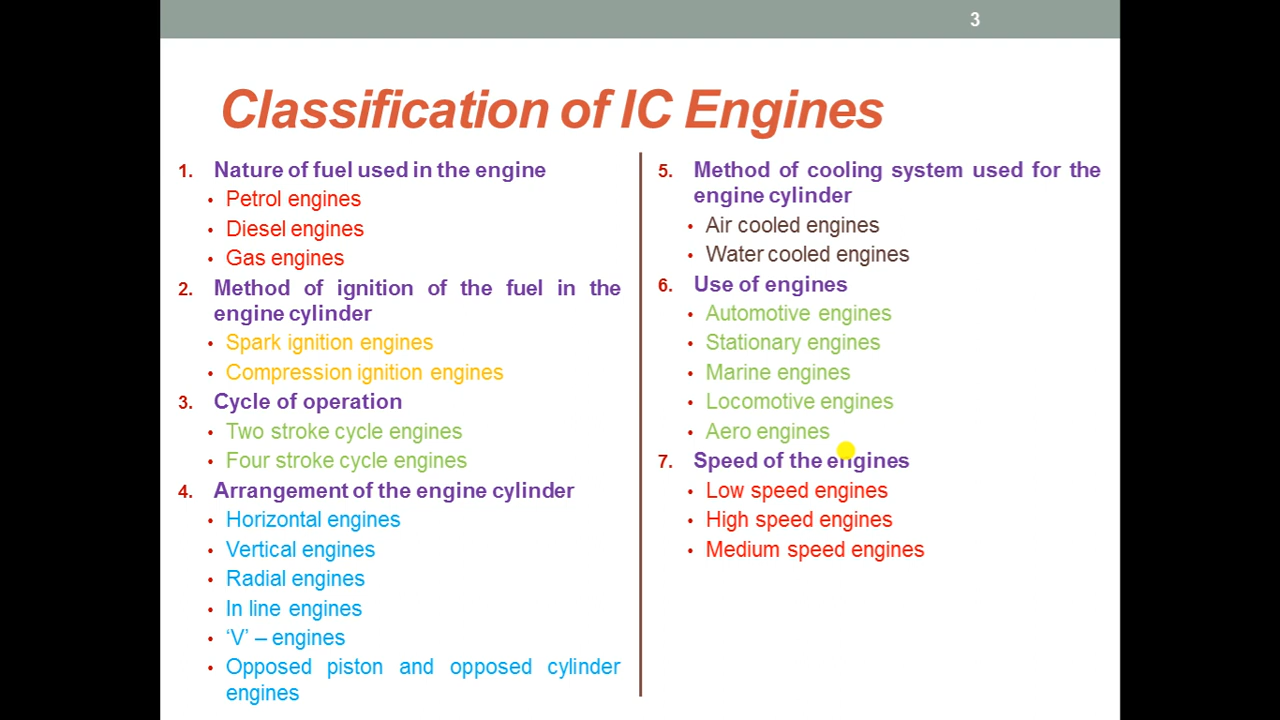 3
Classification of IC Engines
1. Nature of fuel used in the engine
• Petrol engines
• Diesel engines
• Gas engines
2. Method of ignition of the fuel in the
engine cylinder
• Spark ignition engines
• Compression ignition engines
3. Cycle of operation
• Two stroke cycle engines
• Four stroke cycle engines
4. Arrangement of the engine cylinder
• Horizontal engines
• Vertical engines
• Radial engines
• In line engines
• ‘V’ – engines
• Opposed piston and opposed cylinder
engines
5. Method of cooling system used for the
engine cylinder
• Air cooled engines
• Water cooled engines
6. Use of engines
• Automotive engines
• Stationary engines
• Marine engines
• Locomotive engines
• Aero engines
7. Speed of the engines
• Low speed engines
• High speed engines
• Medium speed engines